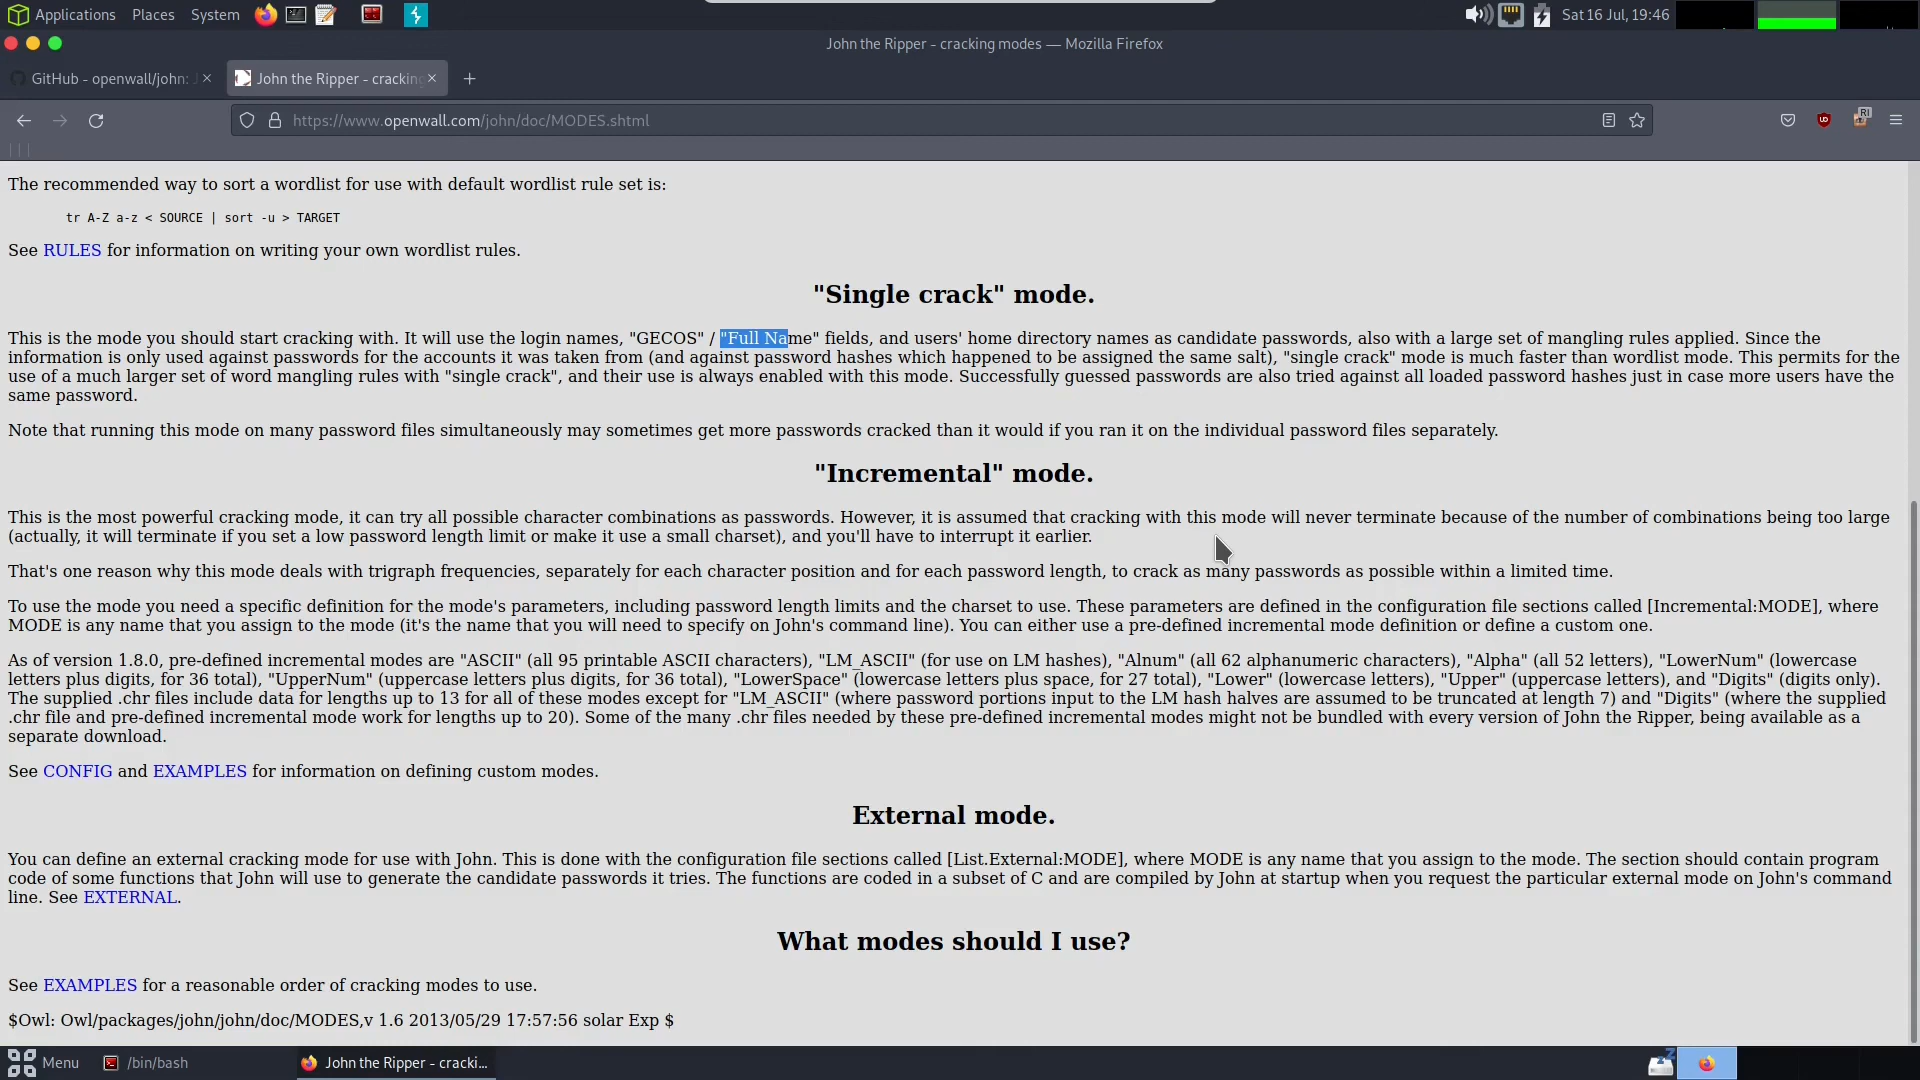 Applications Places System
Sat 16 Jul, 19:46
John the Ripper - cracking modes — Mozilla Firefox
GitHub - openwall/john:
John the Ripper - cracking
https://www.openwall.com/john/doc/MODES.shtml
The recommended way to sort a wordlist for use with default wordlist rule set is:
tr A-Z a-z < SOURCE | sort -u > TARGET
See RULES for information on writing your own wordlist rules.
"Single crack" mode.
This is the mode you should start cracking with. It will use the login names, "GECOS" / "Full Name" fields, and users' home directory names as candidate passwords, also with a large set of mangling rules applied. Since the
information is only used against passwords for the accounts it was taken from (and against password hashes which happened to be assigned the same salt), "single crack" mode is much faster than wordlist mode. This permits for the
use of a much larger set of word mangling rules with "single crack", and their use is always enabled with this mode. Successfully guessed passwords are also tried against all loaded password hashes just in case more users have the
same password.
Note that running this mode on many password files simultaneously may sometimes get more passwords cracked than it would if you ran it on the individual password files separately.
"Incremental" mode.
This is the most powerful cracking mode, it can try all possible character combinations as passwords. However, it is assumed that cracking with this mode will never terminate because of the number of combinations being too large
(actually, it will terminate if you set a low password length limit or make it use a small charset), and you'll have to interrupt it earlier.
That's one reason why this mode deals with trigraph frequencies, separately for each character position and for each password length, to crack as many passwords as possible within a limited time.
To use the mode you need a specific definition for the mode's parameters, including password length limits and the charset to use. These parameters are defined in the configuration file sections called [Incremental:MODE], where
MODE is any name that you assign to the mode (it's the name that you will need to specify on John's command line). You can either use a pre-defined incremental mode definition or define a custom one.
As of version 1.8.0, pre-defined incremental modes are "ASCII" (all 95 printable ASCII characters), "LM_ASCII" (for use on LM hashes), "Alnum" (all 62 alphanumeric characters), "Alpha" (all 52 letters), "LowerNum" (lowercase
letters plus digits, for 36 total), "UpperNum" (uppercase letters plus digits, for 36 total), "LowerSpace" (lowercase letters plus space, for 27 total), "Lower" (lowercase letters), "Upper" (uppercase letters), and "Digits" (digits only).
The supplied .chr files include data for lengths up to 13 for all of these modes except for "LM_ASCII" (where password portions input to the LM hash halves are assumed to be truncated at length 7) and "Digits" (where the supplied
.chr file and pre-defined incremental mode work for lengths up to 20). Some of the many .chr files needed by these pre-defined incremental modes might not be bundled with every version of John the Ripper, being available as a
separate download.
See CONFIG and EXAMPLES for information on defining custom modes.
External mode.
You can define an external cracking mode for use with John. This is done with the configuration file sections called [List.External:MODE], where MODE is any name that you assign to the mode. The section should contain program
code of some functions that John will use to generate the candidate passwords it tries. The functions are coded in a subset of C and are compiled by John at startup when you request the particular external mode on John's command
line. See EXTERNAL.
What modes should I use?
See EXAMPLES for a reasonable order of cracking modes to use.
$Owl: Owl/packages/john/john/doc/MODES,v 1.6 2013/05/29 17:57:56 solar Exp $
Menu
/bin/bash
John the Ripper - cracki...